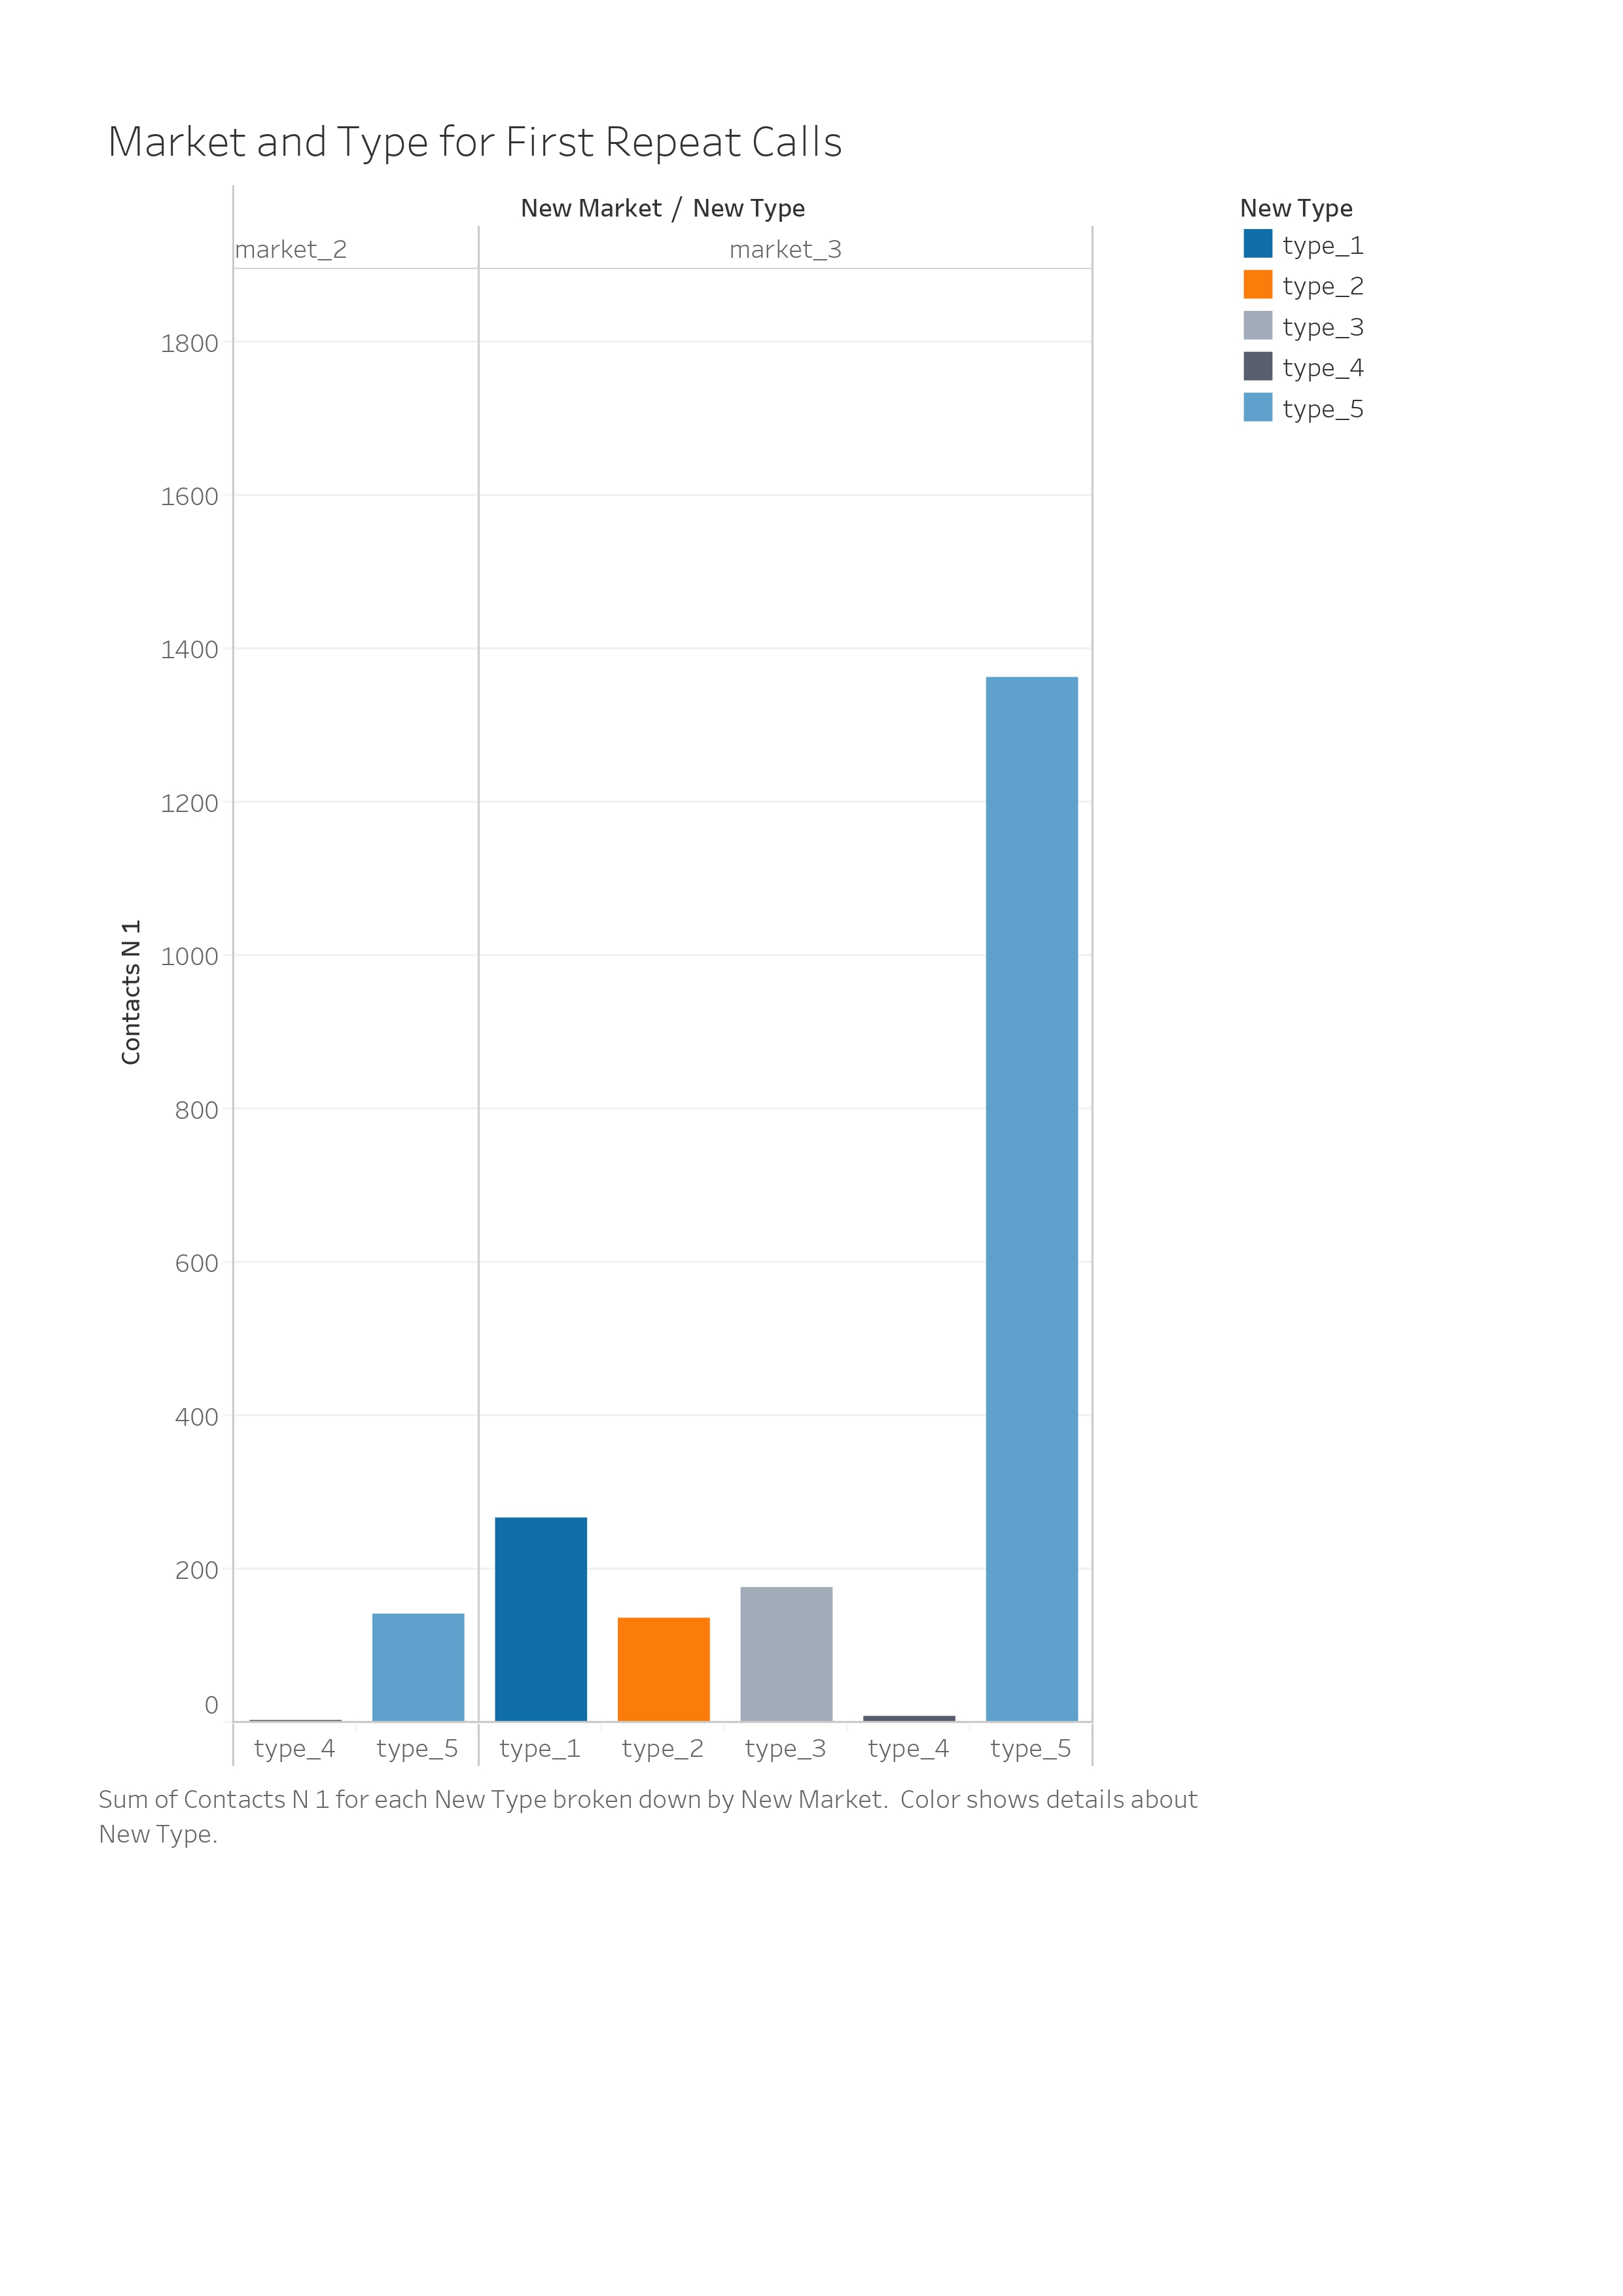 Market and Type for First Repeat Calls
New Market / New Type
market_2
market_3
1800
1600
1400
1200
1000
800
600
400
200
0
Contacts N 1
type_4
type_5
type_1
type_2
type_3
type_4
type_5
Sum of Contacts N 1 for each New Type broken down by New Market.  Color shows details about
New Type.
New Type
type_1
type_2
type_3
type_4
type_5